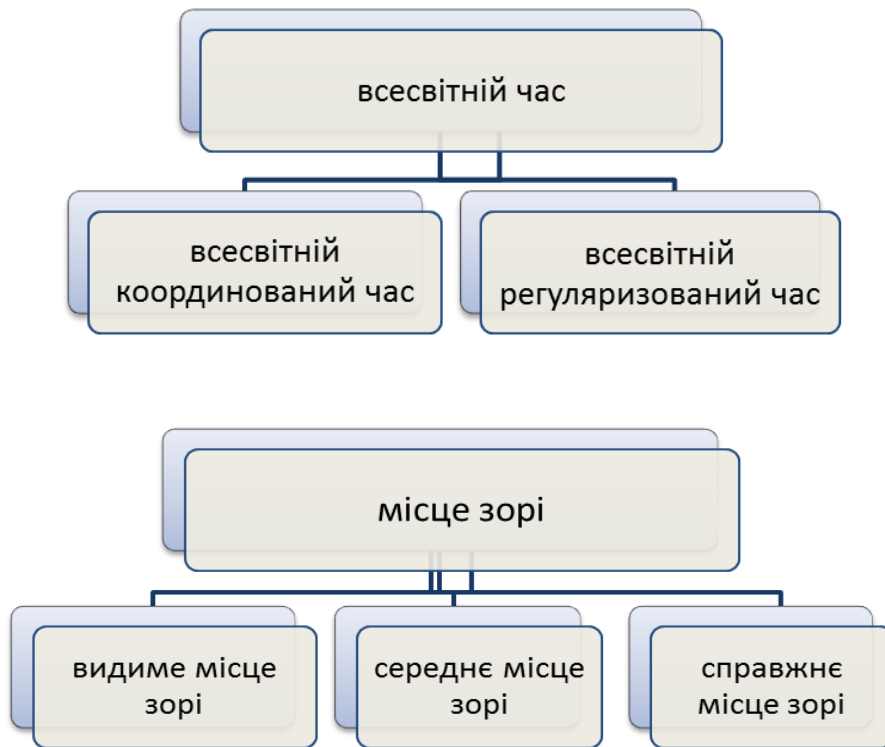 всесвітній час
всесвітній
координований час
всесвітній
регуляризований час
місце зорі
видиме місце
зорі
середнє місце
зорі
справжнє
місце зорі